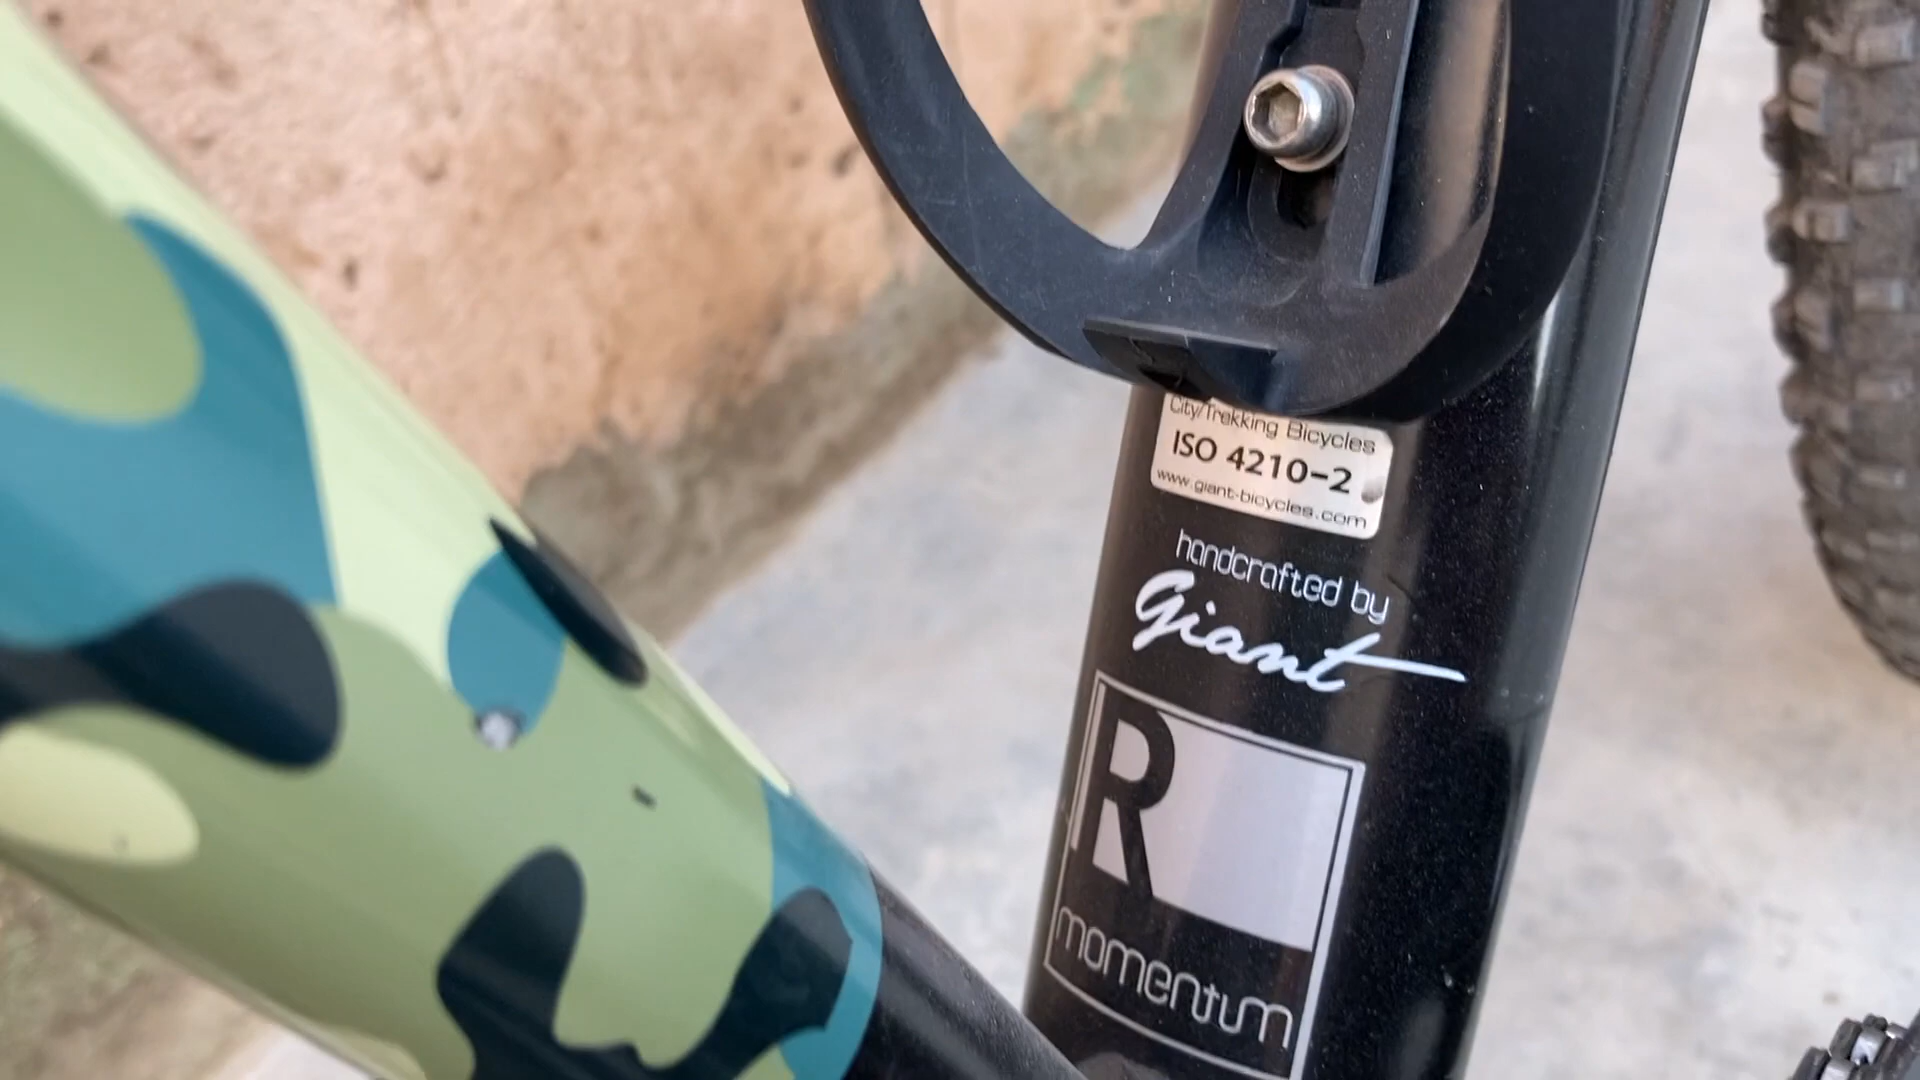 City/Trekking Bicycles
ISO 4210-2
www.giant-bicycles.com
handcrafted by
Giant
R
momentum